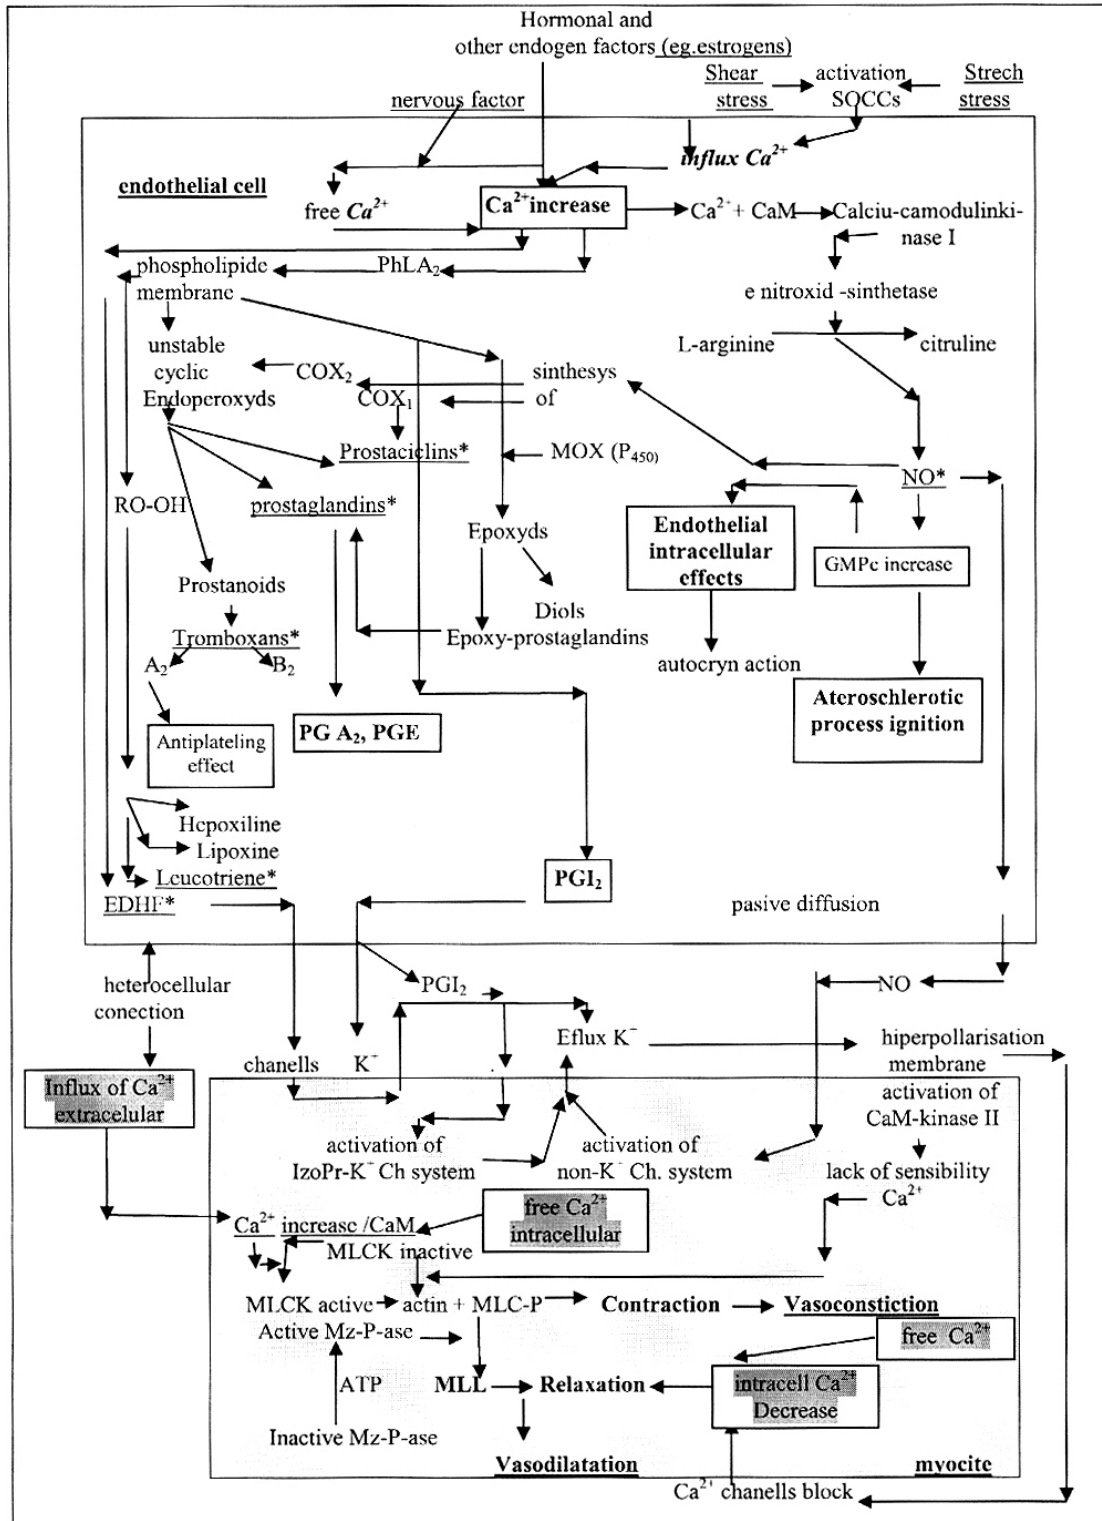 Hormonal and
other endogen factors (eg.estrogens)
Shear
stress
activation
SOCCs
Strech
stress
nervous factor
influx Ca²⁺
endothelial cell
free Ca²⁺
Ca²⁺increase
Ca²⁺ + CaM
Calciu-camodulinki-
nase I
phospholipide
membrane
PhLA₂
e nitroxid -sinthetase
L-arginine
citruline
unstable
cyclic
Endoperoxyds
COX₂
COX₁
sinthesys
of
Prostaciclins*
MOX (P₄₅₀)
NO*
RO-OH
prostaglandins*
Epoxyds
Endothelial
intracellular
effects
GMPc increase
Prostanoids
Diols
Tromboxans*
Epoxy-prostaglandins
A₂
B₂
autocryn action
Ateroschlerotic
process ignition
PG A₂, PGE
Antiplateling
effect
Hepoxiline
Lipoxine
Leucotriene*
EDHF*
PGI₂
pasive diffusion
heterocellular
conection
PGI₂
NO
Eflux K⁺
hiperpollarisation
membrane
chanells
K⁺
Influx of Ca²⁺
extracelular
activation of
CaM-kinase II
activation of
IzoPr-K⁺ Ch system
activation of
non-K⁺ Ch. system
lack of sensibility
Ca²⁺
free Ca²⁺
intracellular
Ca²⁺ increase /CaM
MLCK inactive
MLCK active
actin + MLC-P
Contraction
Vasoconstiction
Active Mz-P-ase
free Ca²⁺
ATP
MLL
Relaxation
intracell Ca²⁺
Decrease
Inactive Mz-P-ase
Vasodilatation
myocite
Ca²⁺ chanells block